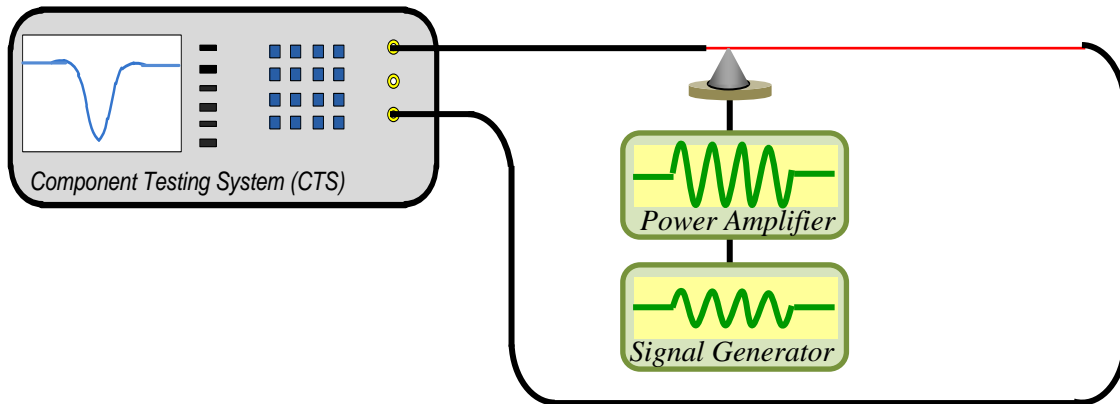 Component Testing System (CTS)
Power Amplifier
Signal Generator